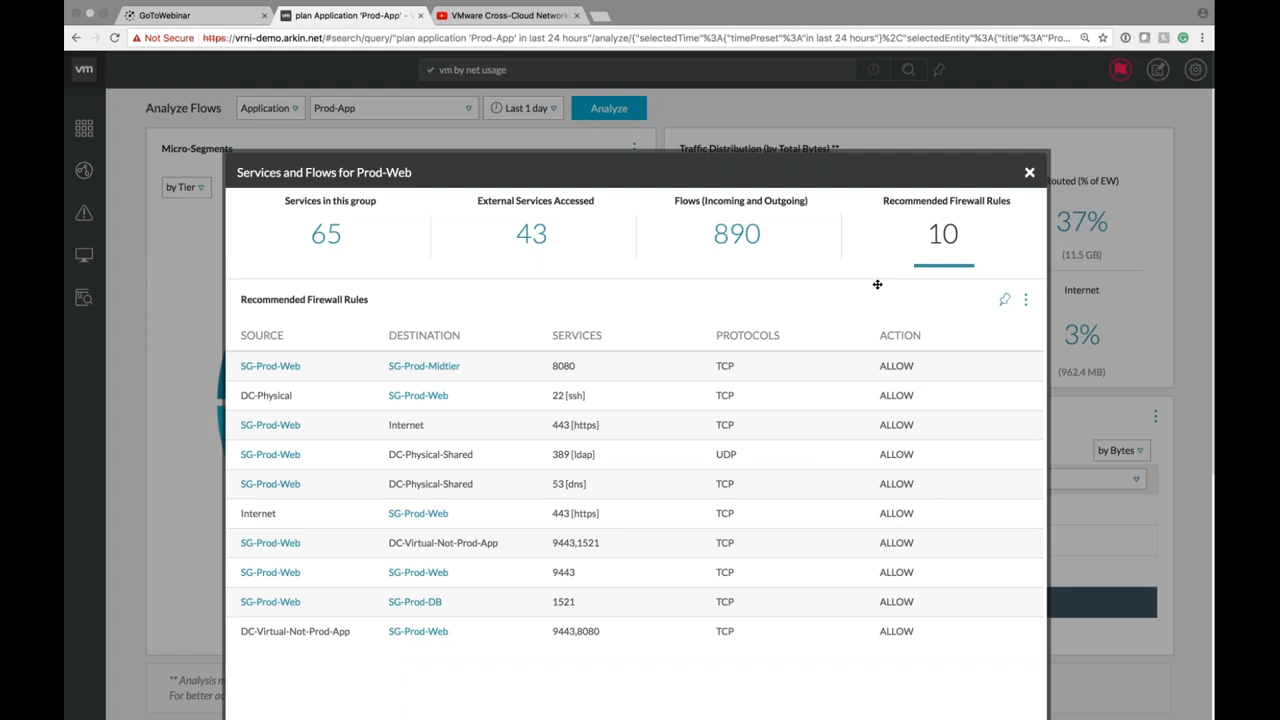 GoToWebinar × plan Application 'Prod-App' - × VMware Cross-Cloud Network ×
Not Secure https://vrni-demo.arkin.net/#search/query/"plan application 'Prod-App' in last 24 hours"/analyze/{"selectedTime"%3A{"timePreset"%3A"in last 24 hours"}%2C"selectedEntity"%3A{"title"%3A"'Pro...
vm vm by net usage
Analyze Flows Application Prod-App Last 1 day Analyze
Micro-Segments Traffic Distribution (by Total Bytes) **
Services and Flows for Prod-Web ×
by Tier Routed (% of EW)
Services in this group External Services Accessed Flows (Incoming and Outgoing) Recommended Firewall Rules
65 43 890 10 37%
(11.5 GB)
Internet
Recommended Firewall Rules
SOURCE DESTINATION SERVICES PROTOCOLS ACTION 3%
SG-Prod-Web SG-Prod-Midtier 8080 TCP ALLOW (962.4 MB)
DC-Physical SG-Prod-Web 22 [ssh] TCP ALLOW
SG-Prod-Web Internet 443 [https] TCP ALLOW
SG-Prod-Web DC-Physical-Shared 389 [ldap] UDP ALLOW by Bytes
SG-Prod-Web DC-Physical-Shared 53 [dns] TCP ALLOW
Internet SG-Prod-Web 443 [https] TCP ALLOW
SG-Prod-Web DC-Virtual-Not-Prod-App 9443,1521 TCP ALLOW
SG-Prod-Web SG-Prod-Web 9443 TCP ALLOW
SG-Prod-Web SG-Prod-DB 1521 TCP ALLOW
DC-Virtual-Not-Prod-App SG-Prod-Web 9443,8080 TCP ALLOW
** Analysis
For better